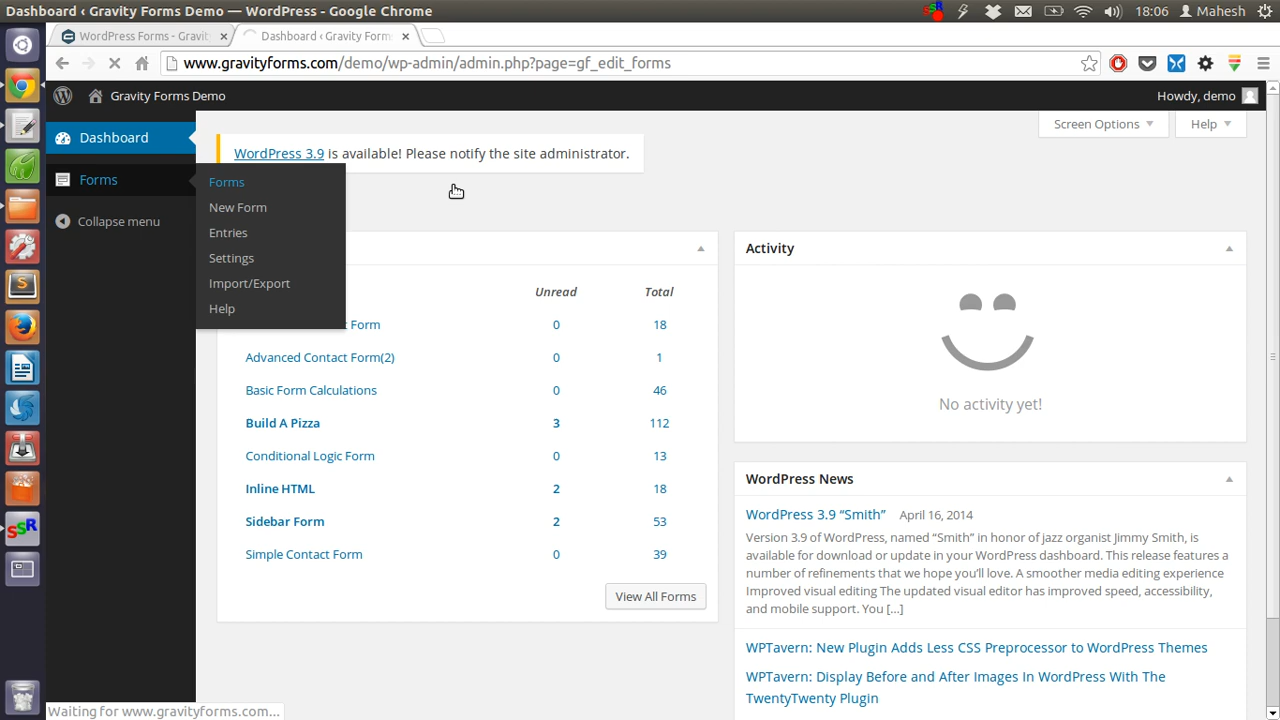 Dashboard ‹ Gravity Forms Demo — WordPress - Google Chrome
18:06 Mahesh
WordPress Forms - Gravit
Dashboard ‹ Gravity Form
www.gravityforms.com/demo/wp-admin/admin.php?page=gf_edit_forms
Gravity Forms Demo
Howdy, demo
Dashboard
Forms
Collapse menu
Forms
New Form
Entries
Settings
Import/Export
Help
Screen Options
Help
WordPress 3.9 is available! Please notify the site administrator.
Unread Total
t Form 0 18
Advanced Contact Form(2) 0 1
Basic Form Calculations 0 46
Build A Pizza 3 112
Conditional Logic Form 0 13
Inline HTML 2 18
Sidebar Form 2 53
Simple Contact Form 0 39
View All Forms
Activity
No activity yet!
WordPress News
WordPress 3.9 “Smith” April 16, 2014
Version 3.9 of WordPress, named “Smith” in honor of jazz organist Jimmy Smith, is
available for download or update in your WordPress dashboard. This release features a
number of refinements that we hope you’ll love. A smoother media editing experience
Improved visual editing The updated visual editor has improved speed, accessibility,
and mobile support. You […]
WPTavern: New Plugin Adds Less CSS Preprocessor to WordPress Themes
WPTavern: Display Before and After Images In WordPress With The
TwentyTwenty Plugin
Waiting for www.gravityforms.com...
SSR